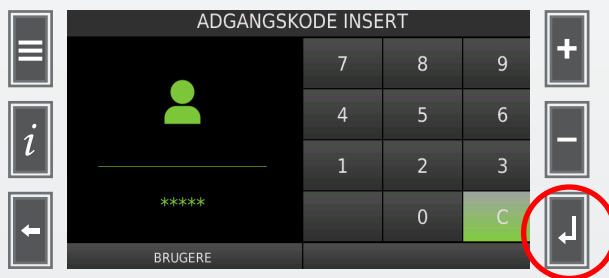 ADGANGSKODE INSERT
7 8 9
4 5 6
1 2 3
*****
0 C
BRUGERE
+
i
-